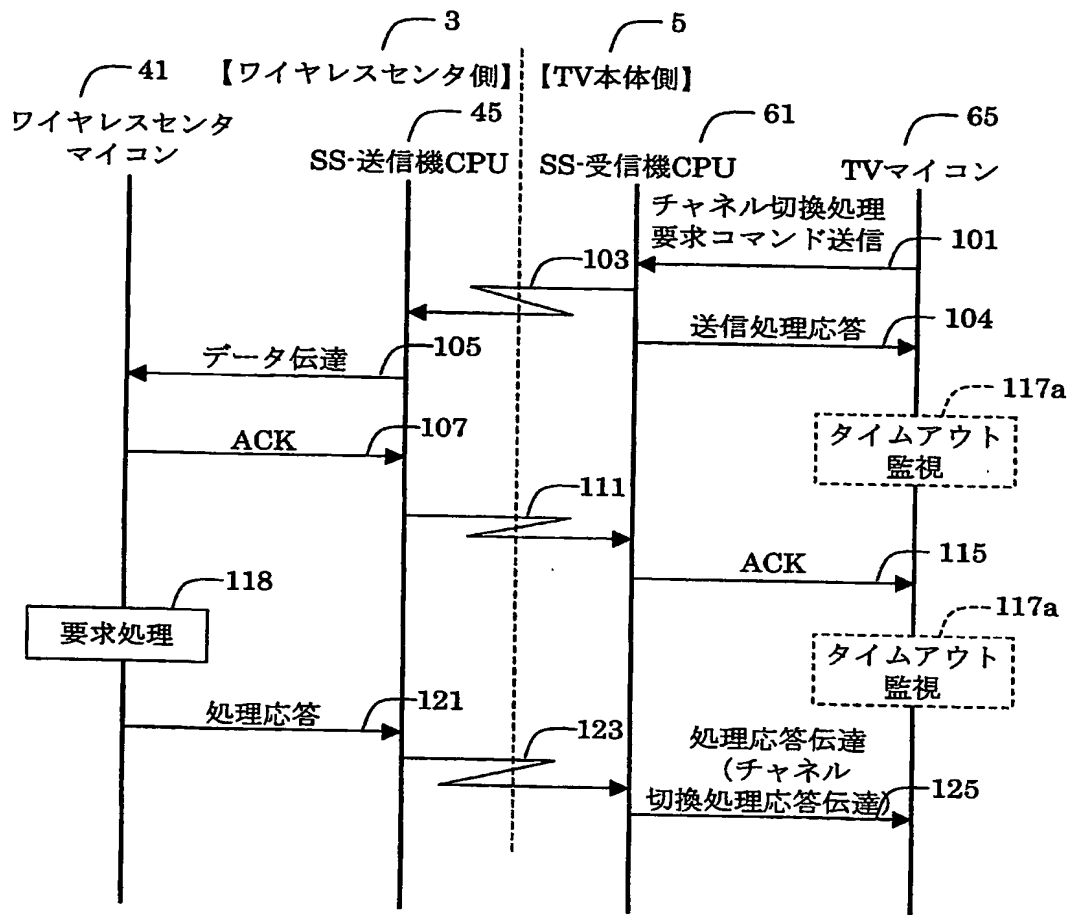 3
5
【ワイヤレスセンタ側】
【TV本体側】
41
45
61
65
ワイヤレスセンタ
マイコン
SS-送信機CPU
SS-受信機CPU
TVマイコン
チャネル切換処理
要求コマンド送信
101
103
送信処理応答
104
データ伝達
105
117a
タイムアウト
監視
ACK
107
111
ACK
115
118
要求処理
117a
タイムアウト
監視
処理応答
121
123
処理応答伝達
(チャネル
切換処理応答伝達)
125